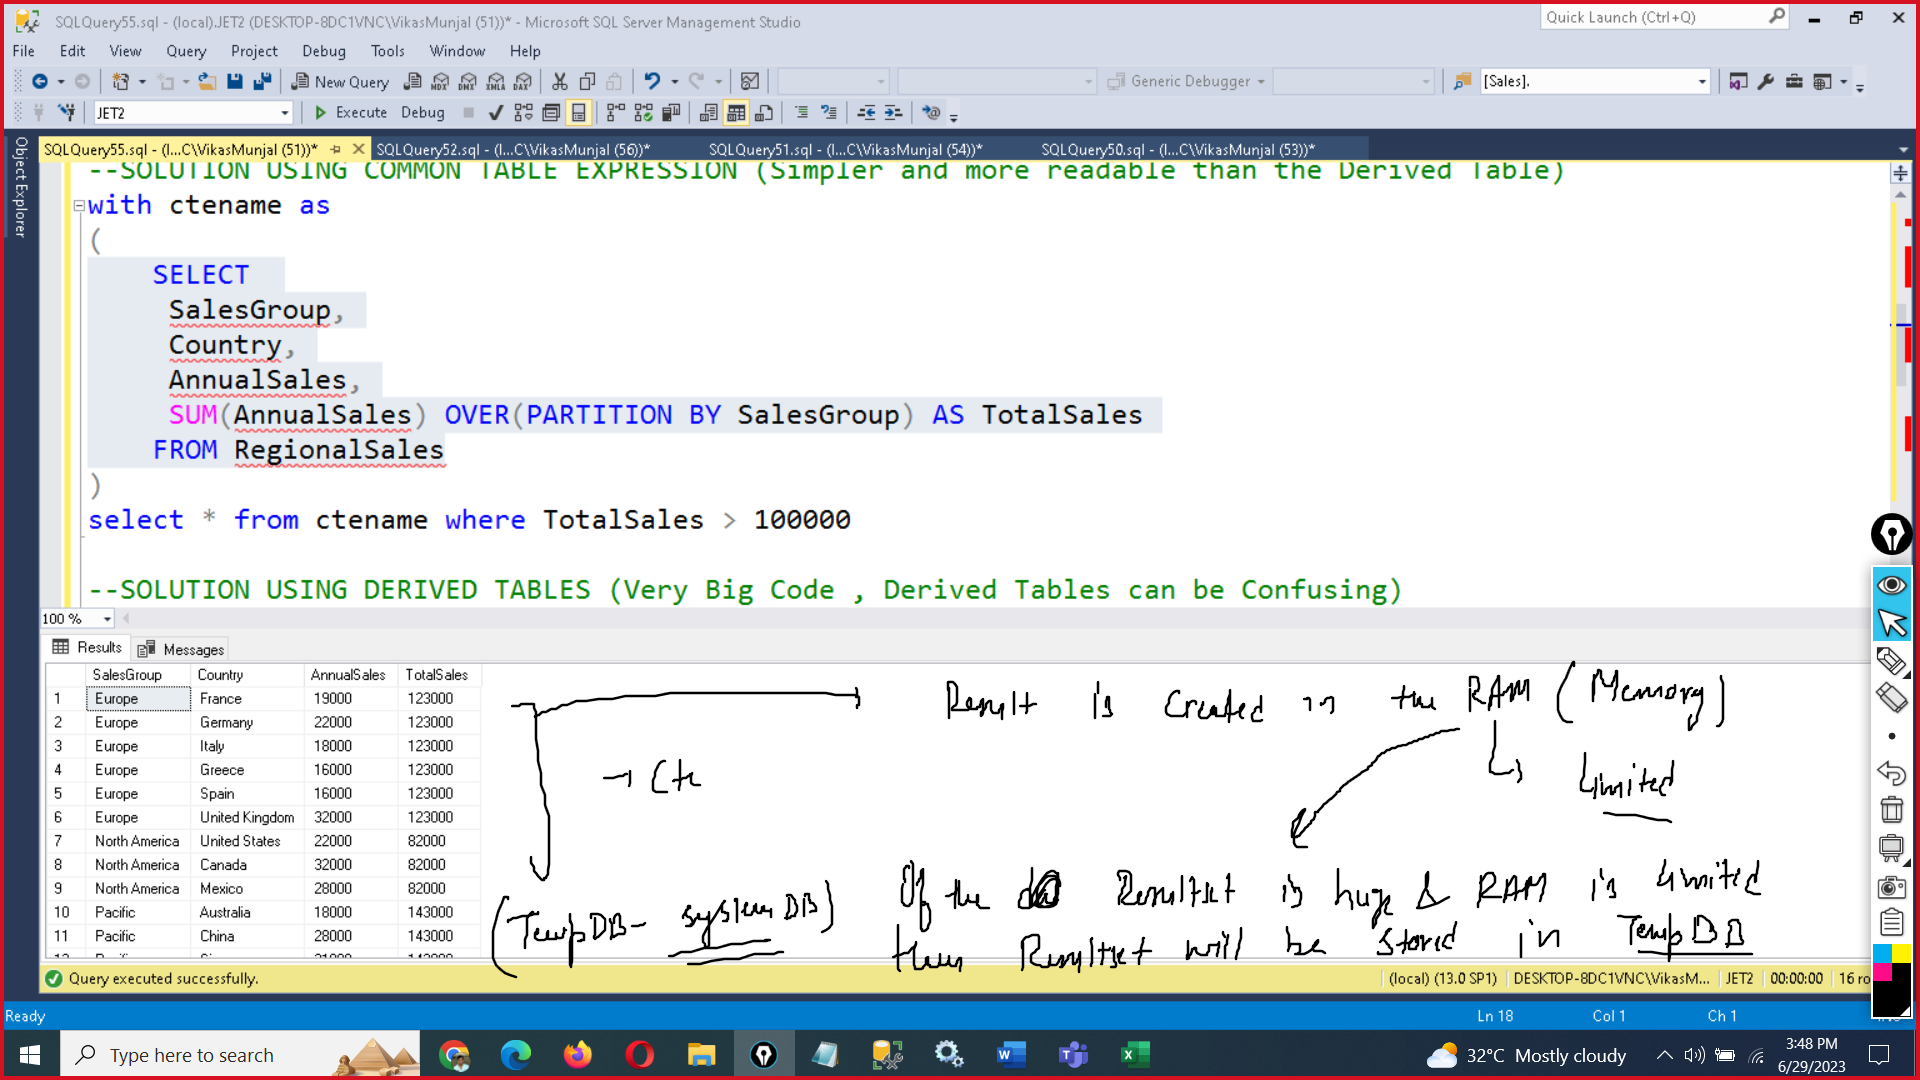 SQLQuery55.sql - (local).JET2 (DESKTOP-8DC1VNC\VikasMunjal (51))* - Microsoft SQL Server Management Studio
Quick Launch (Ctrl+Q)
File Edit View Query Project Debug Tools Window Help
New Query MDX DMX XMLA DAX Generic Debugger [Sales].
JET2 Execute Debug
Object Explorer
SQLQuery55.sql - (l...C\VikasMunjal (51))* SQLQuery52.sql - (l...C\VikasMunjal (56))* SQLQuery51.sql - (l...C\VikasMunjal (54))* SQLQuery50.sql - (l...C\VikasMunjal (53))*
--SOLUTION USING COMMON TABLE EXPRESSION (Simpler and more readable than the Derived Table)
with ctename as
(
SELECT
SalesGroup,
Country,
AnnualSales,
SUM(AnnualSales) OVER(PARTITION BY SalesGroup) AS TotalSales
FROM RegionalSales
)
select * from ctename where TotalSales > 100000
--SOLUTION USING DERIVED TABLES (Very Big Code , Derived Tables can be Confusing)
100 %
Results Messages
SalesGroup Country AnnualSales TotalSales
1 Europe France 19000 123000
2 Europe Germany 22000 123000
3 Europe Italy 18000 123000
4 Europe Greece 16000 123000
5 Europe Spain 16000 123000
6 Europe United Kingdom 32000 123000
7 North America United States 22000 82000
8 North America Canada 32000 82000
9 North America Mexico 28000 82000
10 Pacific Australia 18000 143000
11 Pacific China 28000 143000
Result is created in the RAM (Memory)
→ Cte
Limited
(TempDB- System DB)
If the Resultset is huge & RAM is limited
then Resultset will be stored in TempDB
Query executed successfully.
(local) (13.0 SP1) DESKTOP-8DC1VNC\VikasM... JET2 00:00:00 16 ro
Ready Ln 18 Col 1 Ch 1
Type here to search
32°C Mostly cloudy
3:48 PM
6/29/2023